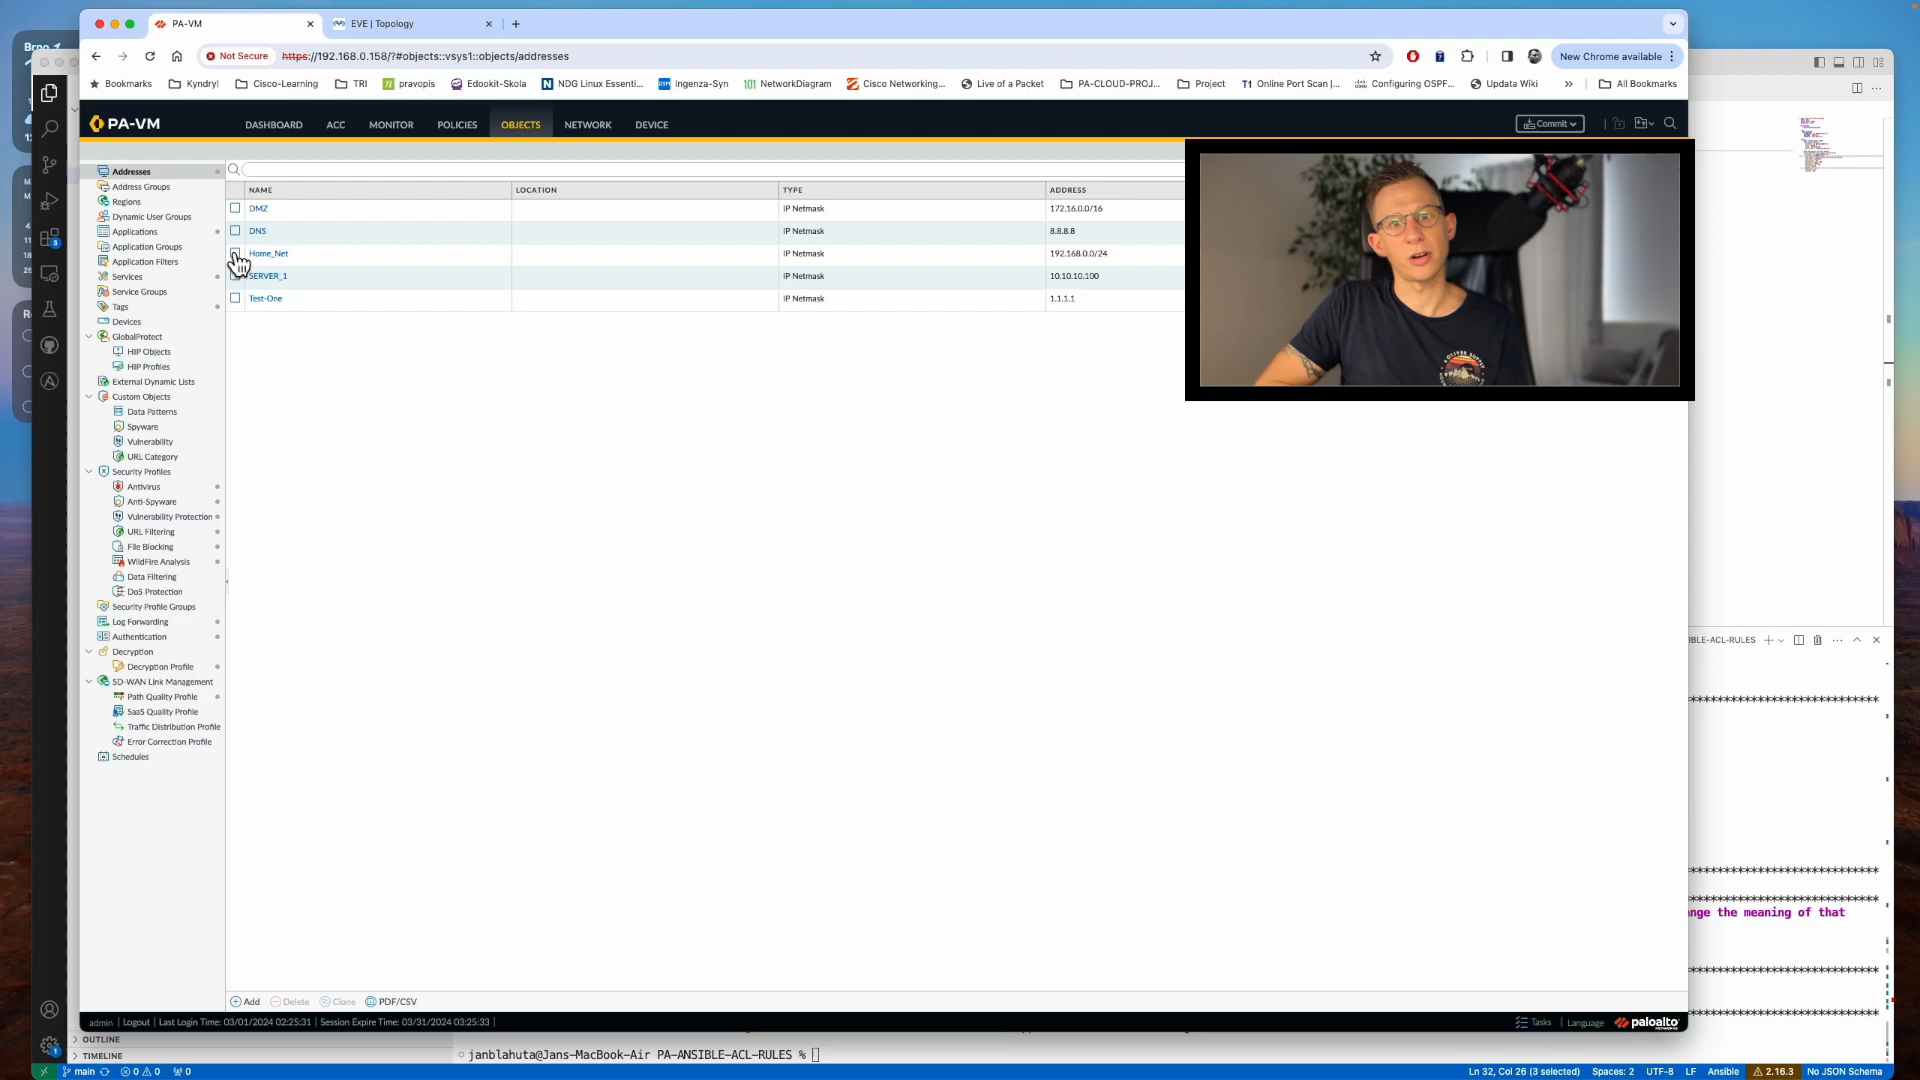 PA-VM
EVE | Topology
Not Secure
https://192.168.0.158/?#objects::vsys1::objects/addresses
New Chrome available
Bookmarks
Kyndryl
Cisco-Learning
TRI
pravopis
Edookit-Skola
NDG Linux Essenti...
Ingenza-Syn
101 NetworkDiagram
Cisco Networking...
Live of a Packet
PA-CLOUD-PROJ...
Project
T1 Online Port Scan |...
Configuring OSPF...
Updata Wiki
»
All Bookmarks
PA-VM
DASHBOARD
ACC
MONITOR
POLICIES
OBJECTS
NETWORK
DEVICE
Commit
Addresses
Address Groups
Regions
Dynamic User Groups
Applications
Application Groups
Application Filters
Services
Service Groups
Tags
Devices
GlobalProtect
HIP Objects
HIP Profiles
External Dynamic Lists
Custom Objects
Data Patterns
Spyware
Vulnerability
URL Category
Security Profiles
Antivirus
Anti-Spyware
Vulnerability Protection
URL Filtering
File Blocking
WildFire Analysis
Data Filtering
DoS Protection
Security Profile Groups
Log Forwarding
Authentication
Decryption
Decryption Profile
SD-WAN Link Management
Path Quality Profile
SaaS Quality Profile
Traffic Distribution Profile
Error Correction Profile
Schedules
NAME LOCATION TYPE ADDRESS
DMZ IP Netmask 172.16.0.0/16
DNS IP Netmask 8.8.8.8
Home_Net IP Netmask 192.168.0.0/24
SERVER_1 IP Netmask 10.10.10.100
Test-One IP Netmask 1.1.1.1
Add
Delete
Clone
PDF/CSV
admin | Logout | Last Login Time: 03/01/2024 02:25:31 | Session Expire Time: 03/31/2024 03:25:33 |
Tasks | Language
paloalto
Brno
IBLE-ACL-RULES
***************************
***************************
***************************
ange the meaning of that
***************************
***************************
OUTLINE
TIMELINE
janblahuta@Jans-MacBook-Air PA-ANSIBLE-ACL-RULES %
main
0 0
0
Ln 32, Col 26 (3 selected)
Spaces: 2
UTF-8
LF
Ansible
2.16.3
No JSON Schema